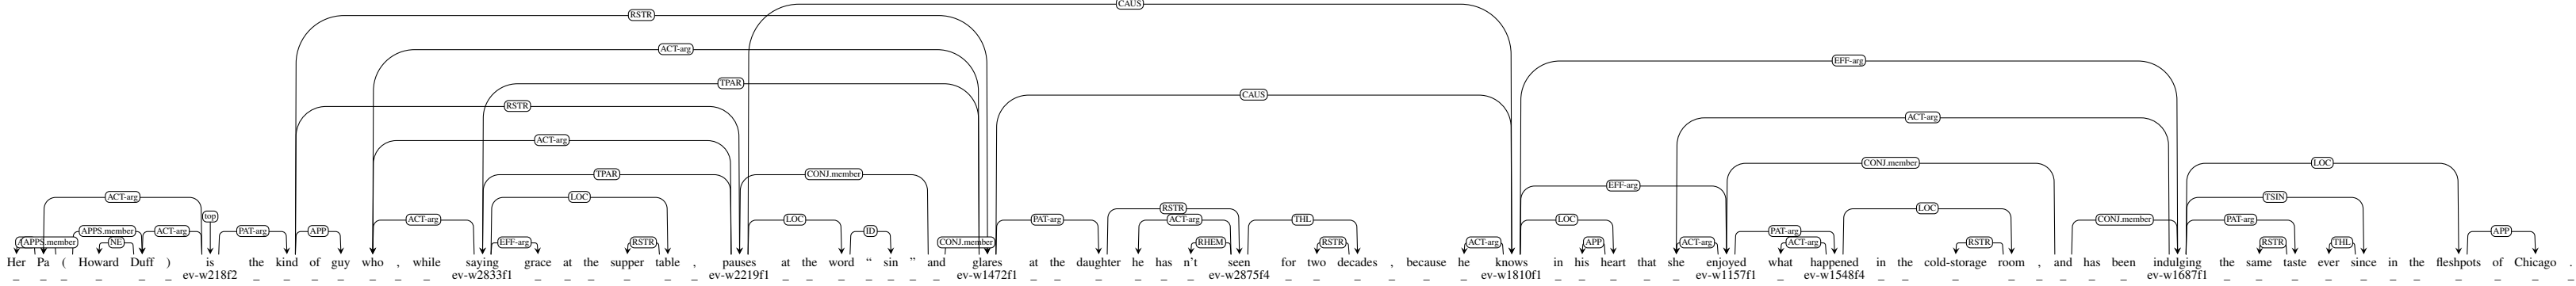 CAUS
RSTR
ACT-arg
EFF-arg
TPAR
CAUS
RSTR
ACT-arg
ACT-arg
CONJ.member LOC
TPAR CONJ.member
EFF-arg
ACT-arg LOC TSIN
top RSTR LOC
ACT-arg LOC ACT-arg THL LOC CONJ.member PAT-arg
APPS.member ACT-arg PAT-arg APP ID PAT-arg PAT-arg APP
APPS.member NE EFF-arg RSTR CONJ.member RHEM RSTR ACT-arg APP ACT-arg ACT-arg RSTR RSTR THL
Her Pa ( Howard Duff ) is the kind of guy who , while saying grace at the supper table , pauses at the word “ sin ” and glares at the daughter he has n’t seen for two decades , because he knows in his heart that she enjoyed what happened in the cold-storage room , and has been indulging the same taste ever since in the fleshpots of Chicago .
_ _ _ _ _ _ ev-w218f2 _ _ _ _ _ _ _ ev-w2833f1 _ _ _ _ _ _ ev-w2219f1 _ _ _ _ _ _ _ ev-w1472f1 _ _ _ _ _ _ ev-w2875f4 _ _ _ _ _ _ ev-w1810f1 _ _ _ _ _ ev-w1157f1 _ ev-w1548f4 _ _ _ _ _ _ _ _ ev-w1687f1 _ _ _ _ _ _ _ _ _ _ _